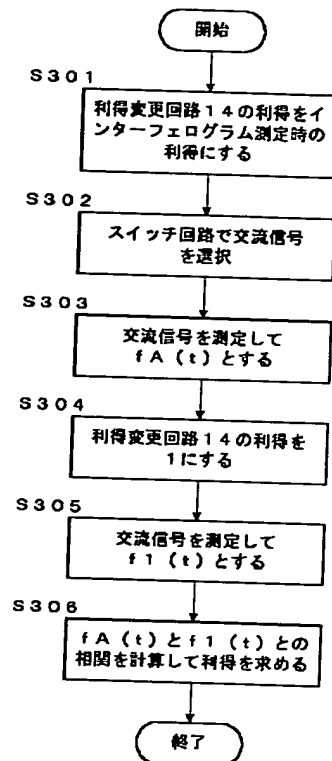 開始
S301
利得変更回路14の利得をイ
ンターフェログラム測定時の
利得にする
S302
スイッチ回路で交流信号
を選択
S303
交流信号を測定して
fA(t)とする
S304
利得変更回路14の利得を
1にする
S305
交流信号を測定して
f1(t)とする
S306
fA(t)とf1(t)との
相関を計算して利得を求める
終了